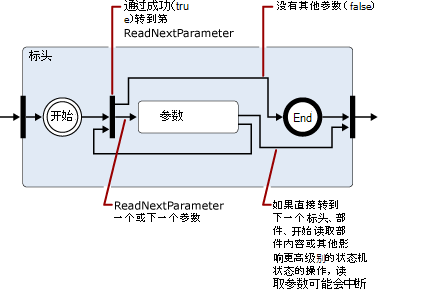 通过成功(tru
e)转到第
ReadNextParameter
没有其他参数(false)
标头
开始
参数
End
ReadNextParameter
一个或下一个参数
如果直接转到
下一个标头、部
件、开始读取部
件内容或其他影
响更高级别的状态机
状态的操作，读
取参数可能会中断